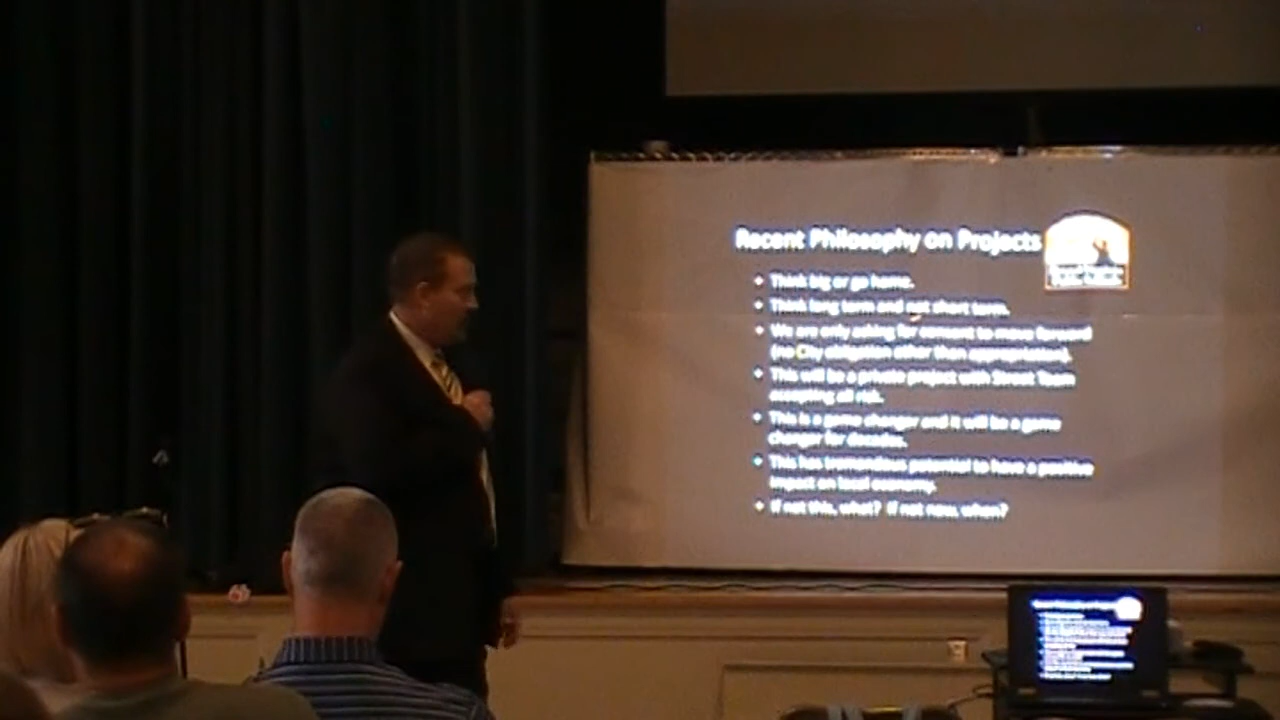 Recent Philosophy on Projects
• Think big or go home.
• Think long term and not short term.
• We are only asking for consent to move forward
(no City obligation other than appropriation).
• This will be a private project with Street Team
accepting all risk.
• This is a game changer and it will be a game
changer for decades.
• This has tremendous potential to have a positive
impact on local economy.
• If not this, what? If not now, when?